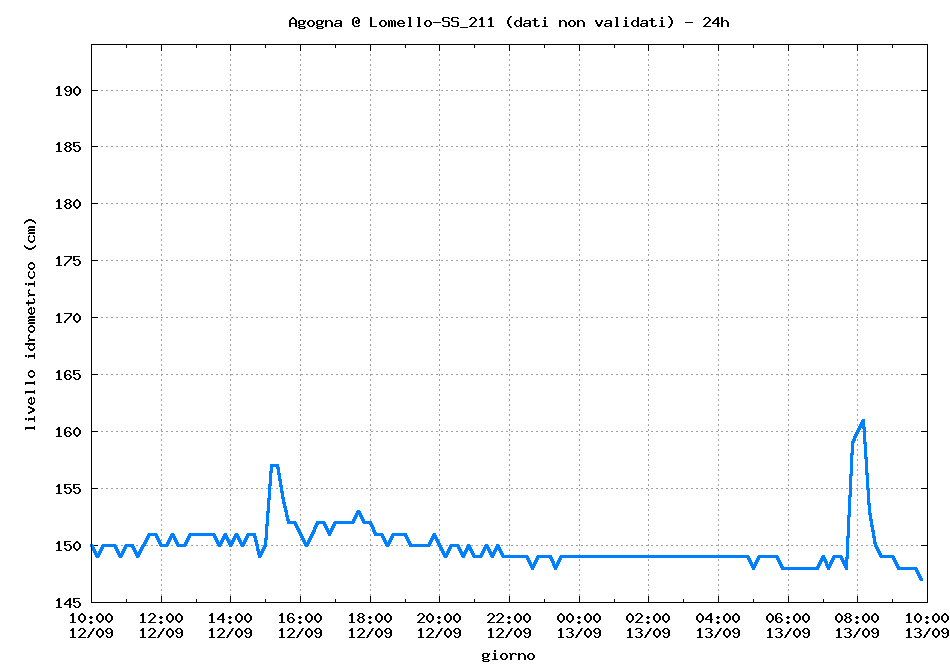 Agogna @ Lomello-SS_211 (dati non validati) - 24h
livello idrometrico (cm)
190
185
180
175
170
165
160
155
150
145
10:00 12:00 14:00 16:00 18:00 20:00 22:00 00:00 02:00 04:00 06:00 08:00 10:00
12/09 12/09 12/09 12/09 12/09 12/09 12/09 13/09 13/09 13/09 13/09 13/09 13/09
giorno